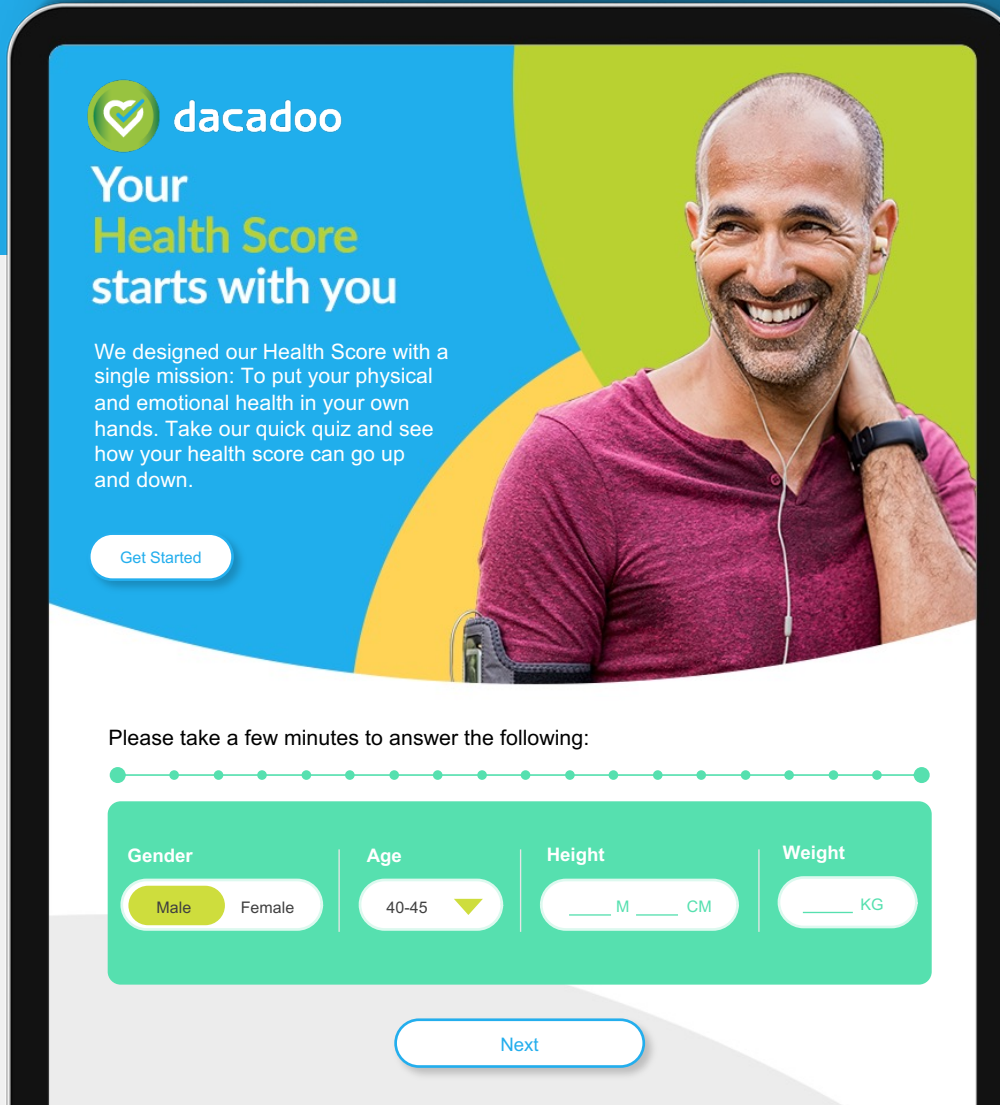 dacadoo
Your
Health Score
starts with you
We designed our Health Score with a
single mission: To put your physical
and emotional health in your own
hands. Take our quick quiz and see
how your health score can go up
and down.
Get Started
Please take a few minutes to answer the following:
Gender Age Height Weight
Male Female 40-45 _____ M _____ CM ______ KG
Next